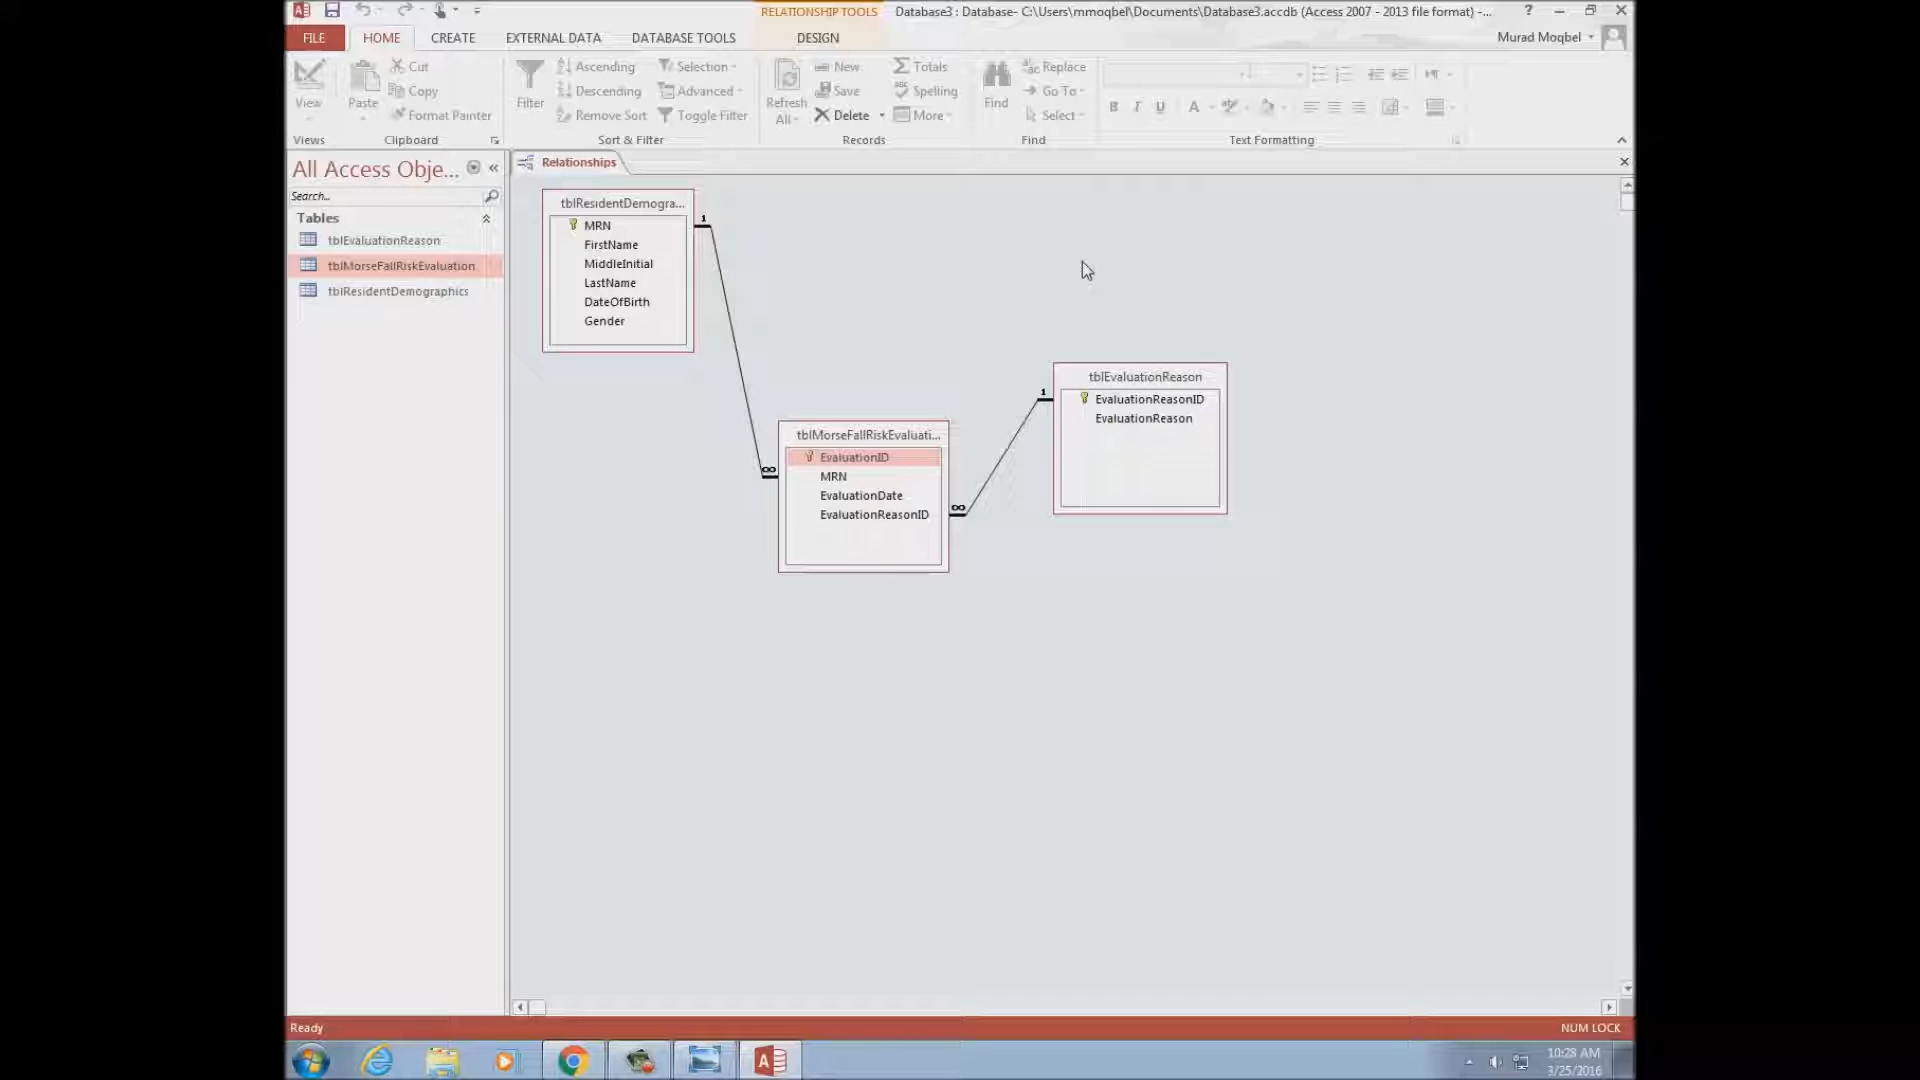 RELATIONSHIP TOOLS
Database3 : Database- C:\Users\mmoqbel\Documents\Database3.accdb (Access 2007 - 2013 file format) -...
FILE HOME CREATE EXTERNAL DATA DATABASE TOOLS DESIGN
Murad Moqbel
View
Views
Paste
Cut
Copy
Format Painter
Clipboard
Filter
Ascending
Descending
Remove Sort
Selection
Advanced
Toggle Filter
Sort & Filter
Refresh All
New
Save
Delete
Totals
Spelling
More
Records
Find
Replace
Go To
Select
Find
B I U A
Text Formatting
All Access Obje...
Search...
Tables
tblEvaluationReason
tblMorseFallRiskEvaluation
tblResidentDemographics
Relationships
tblResidentDemogra...
MRN
FirstName
MiddleInitial
LastName
DateOfBirth
Gender
1
∞
tblMorseFallRiskEvaluati...
EvaluationID
MRN
EvaluationDate
EvaluationReasonID
∞
1
tblEvaluationReason
EvaluationReasonID
EvaluationReason
Ready
NUM LOCK
10:28 AM
3/25/2016